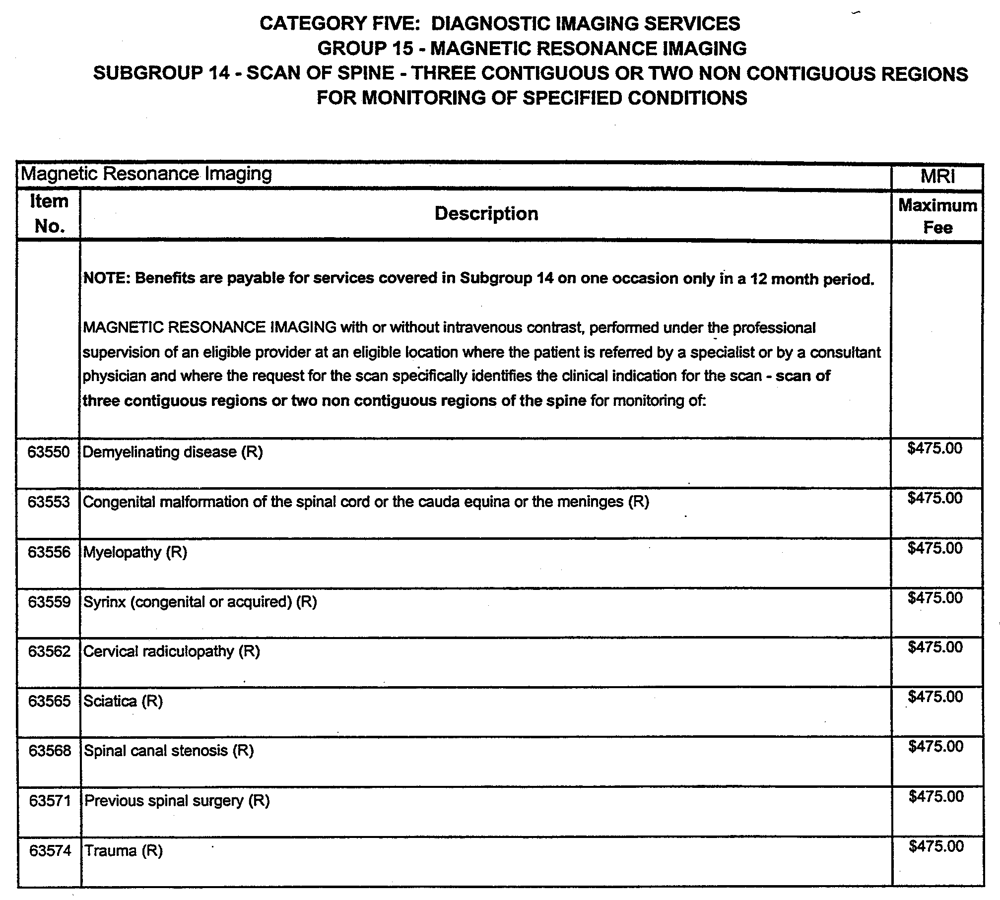 CATEGORY FIVE: DIAGNOSTIC IMAGING SERVICES
GROUP 15 - MAGNETIC RESONANCE IMAGING
SUBGROUP 14 - SCAN OF SPINE - THREE CONTIGUOUS OR TWO NON CONTIGUOUS REGIONS
FOR MONITORING OF SPECIFIED CONDITIONS
Magnetic Resonance Imaging MRI
Item No. Description Maximum Fee
NOTE: Benefits are payable for services covered in Subgroup 14 on one occasion only in a 12 month period.
MAGNETIC RESONANCE IMAGING with or without intravenous contrast, performed under the professional
supervision of an eligible provider at an eligible location where the patient is referred by a specialist or by a consultant
physician and where the request for the scan specifically identifies the clinical indication for the scan - scan of
three contiguous regions or two non contiguous regions of the spine for monitoring of:
63550 Demyelinating disease (R) $475.00
63553 Congenital malformation of the spinal cord or the cauda equina or the meninges (R) $475.00
63556 Myelopathy (R) $475.00
63559 Syrinx (congenital or acquired) (R) $475.00
63562 Cervical radiculopathy (R) $475.00
63565 Sciatica (R) $475.00
63568 Spinal canal stenosis (R) $475.00
63571 Previous spinal surgery (R) $475.00
63574 Trauma (R) $475.00